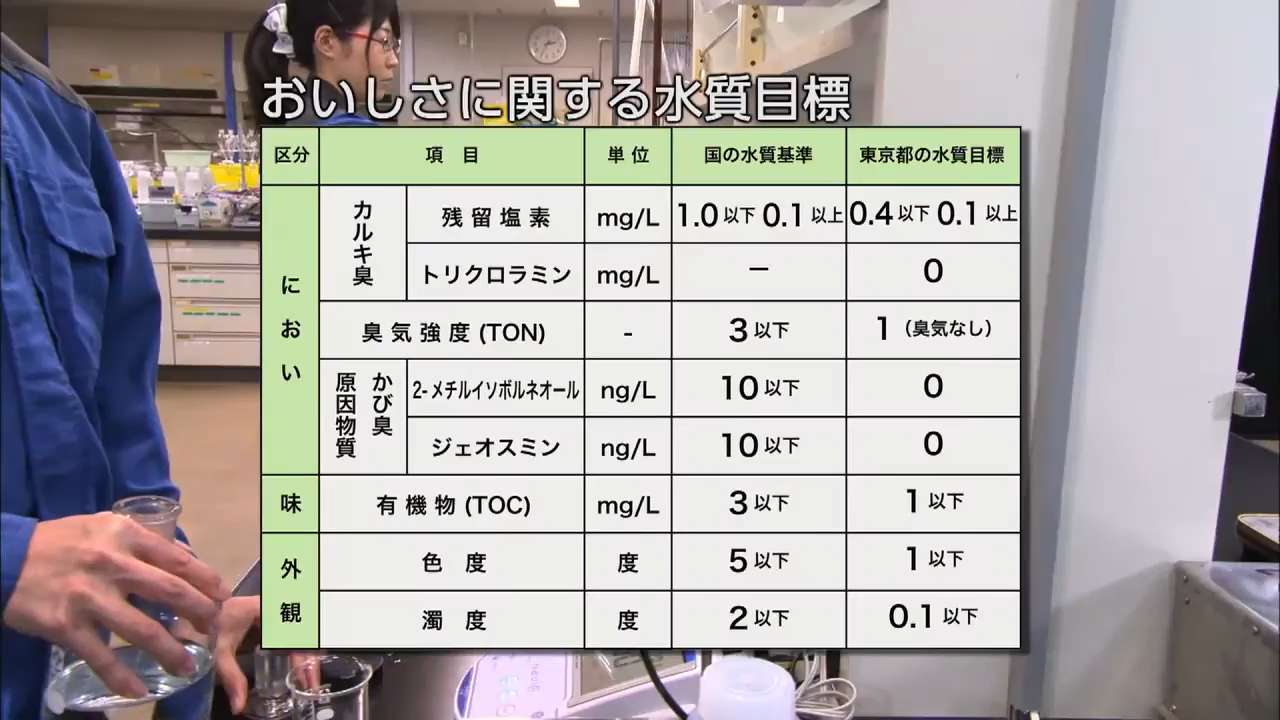 おいしさに関する水質目標
区分 項目 単位 国の水質基準 東京都の水質目標
におい カルキ臭 残留塩素 mg/L 1.0以下 0.1以上 0.4以下 0.1以上
トリクロラミン mg/L － 0
臭気強度(TON) - 3以下 1（臭気なし）
かび臭原因物質 2-メチルイソボルネオール ng/L 10以下 0
ジェオスミン ng/L 10以下 0
味 有機物(TOC) mg/L 3以下 1以下
外観 色度 度 5以下 1以下
濁度 度 2以下 0.1以下